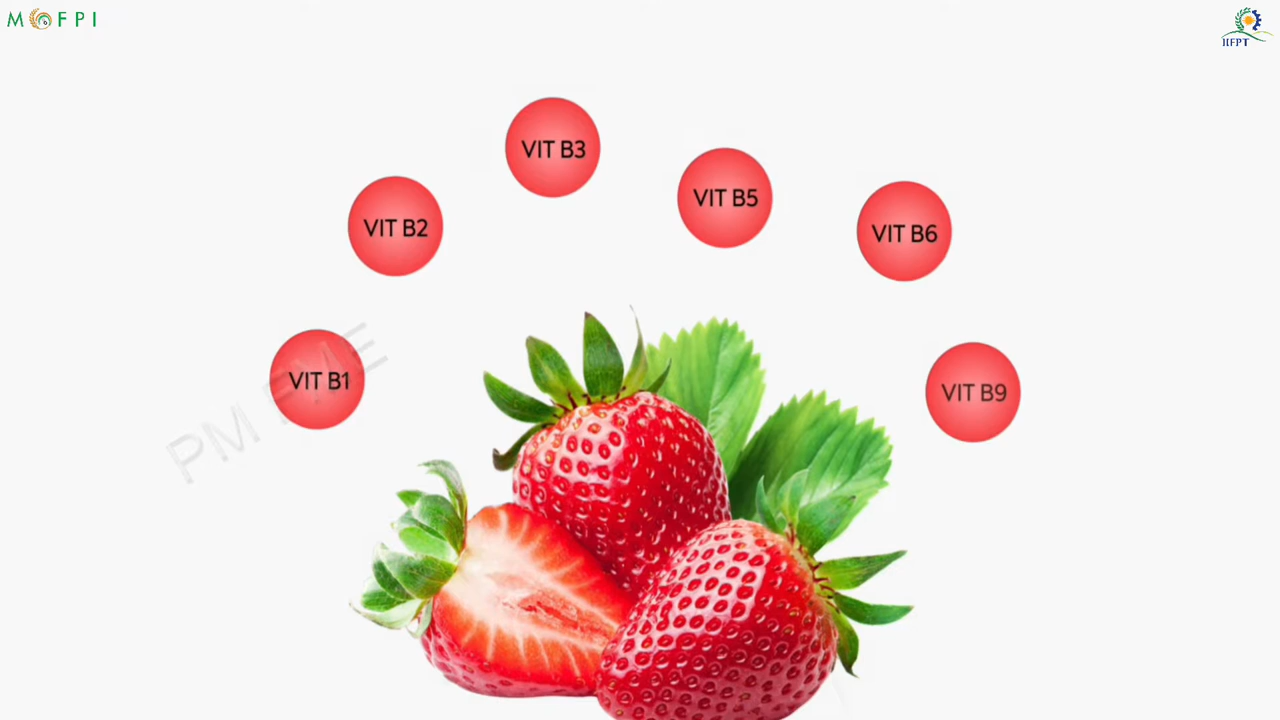 MOFPI
IIFPT
VIT B3
VIT B5
VIT B2
VIT B6
VIT B1
VIT B9
PM FME